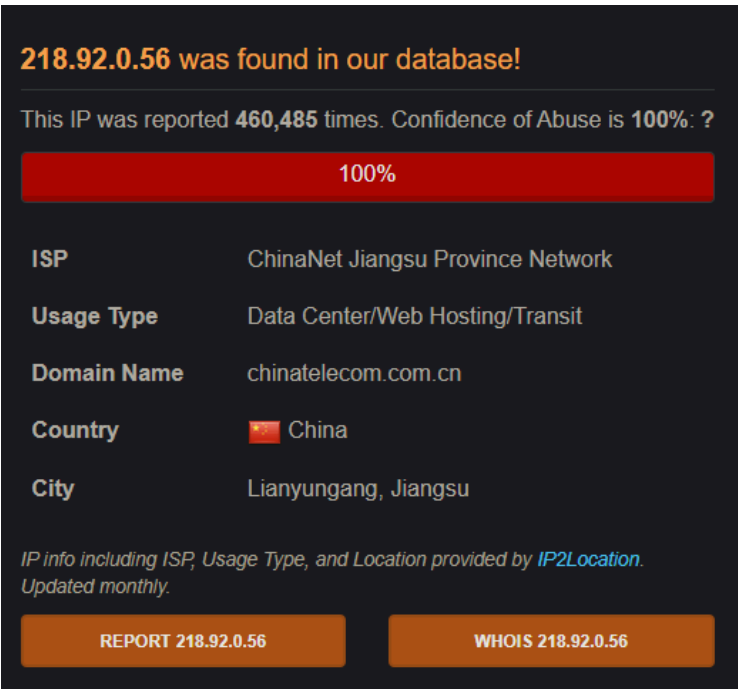 218.92.0.56 was found in our database!
This IP was reported 460,485 times. Confidence of Abuse is 100%: ?
100%
ISP ChinaNet Jiangsu Province Network
Usage Type Data Center/Web Hosting/Transit
Domain Name chinatelecom.com.cn
Country China
City Lianyungang, Jiangsu
IP info including ISP, Usage Type, and Location provided by IP2Location.
Updated monthly.
REPORT 218.92.0.56 WHOIS 218.92.0.56